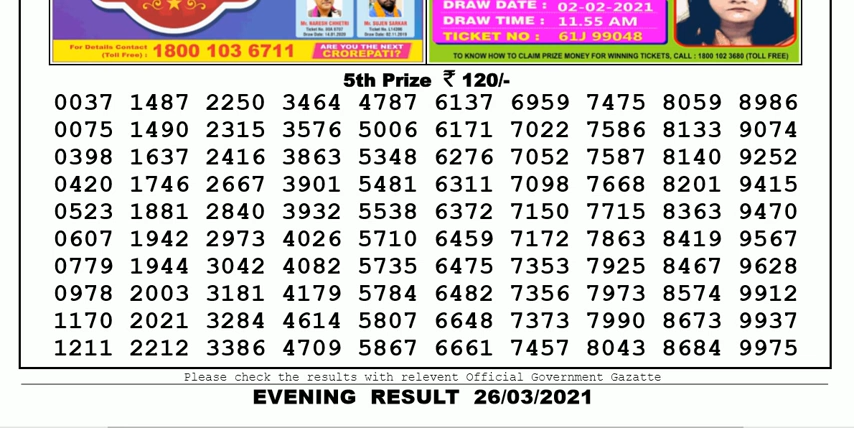 Mr. NARESH CHHETRI
Mr. SUJEN SARKAR
For Details Contact
(Toll Free) : 1800 103 6711
ARE YOU THE NEXT
CROREPATI?
DRAW DATE : 02-02-2021
DRAW TIME : 11.55 AM
TICKET NO : 61J 99048
TO KNOW HOW TO CLAIM PRIZE MONEY FOR WINNING TICKETS, CALL : 1800 102 3680 (TOLL FREE)
5th Prize ₹ 120/-
0037 1487 2250 3464 4787 6137 6959 7475 8059 8986
0075 1490 2315 3576 5006 6171 7022 7586 8133 9074
0398 1637 2416 3863 5348 6276 7052 7587 8140 9252
0420 1746 2667 3901 5481 6311 7098 7668 8201 9415
0523 1881 2840 3932 5538 6372 7150 7715 8363 9470
0607 1942 2973 4026 5710 6459 7172 7863 8419 9567
0779 1944 3042 4082 5735 6475 7353 7925 8467 9628
0978 2003 3181 4179 5784 6482 7356 7973 8574 9912
1170 2021 3284 4614 5807 6648 7373 7990 8673 9937
1211 2212 3386 4709 5867 6661 7457 8043 8684 9975
Please check the results with relevent Official Government Gazatte
EVENING RESULT 26/03/2021